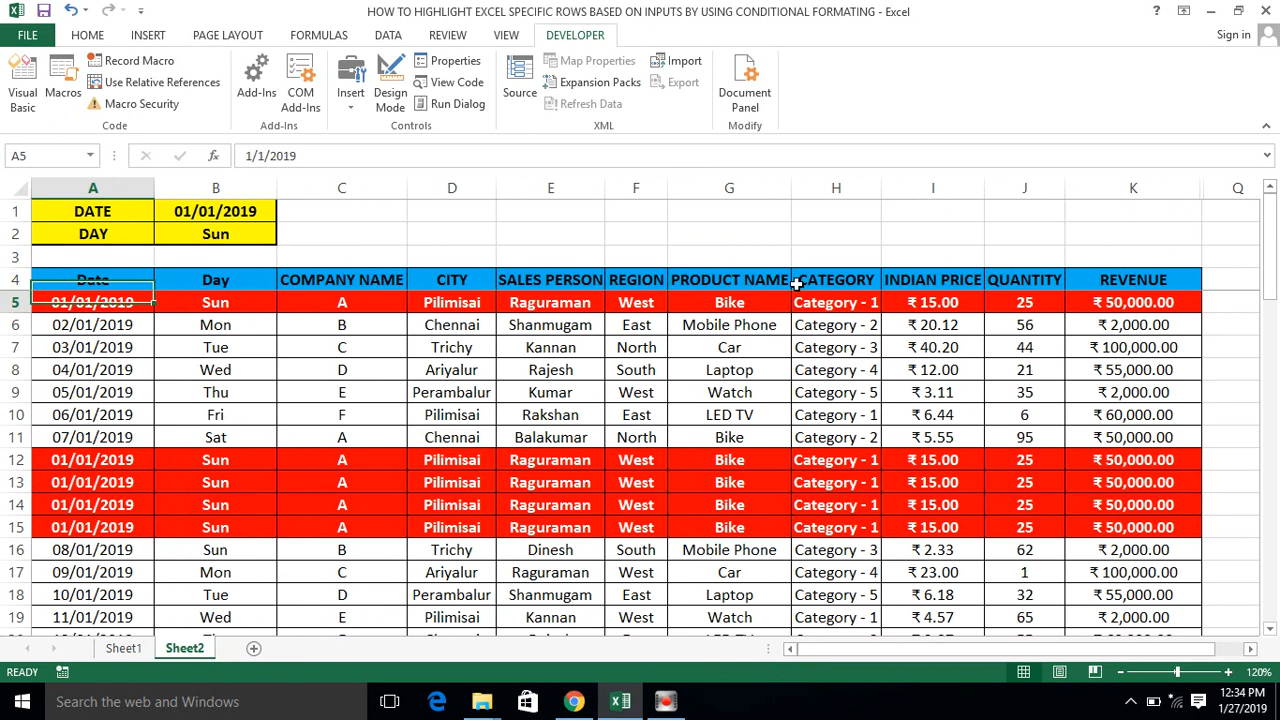 HOW TO HIGHLIGHT EXCEL SPECIFIC ROWS BASED ON INPUTS BY USING CONDITIONAL FORMATING - Excel
FILE HOME INSERT PAGE LAYOUT FORMULAS DATA REVIEW VIEW DEVELOPER Sign in
Visual Basic
Macros
Record Macro
Use Relative References
Macro Security
Code
Add-Ins
COM Add-Ins
Add-Ins
Insert
Design Mode
Properties
View Code
Run Dialog
Controls
Source
Map Properties
Expansion Packs
Refresh Data
Import
Export
XML
Document Panel
Modify
A5 fx 1/1/2019
A B C D E F G H I J K Q
1 DATE 01/01/2019
2 DAY Sun
3
4 Date Day COMPANY NAME CITY SALES PERSON REGION PRODUCT NAME CATEGORY INDIAN PRICE QUANTITY REVENUE
5 01/01/2019 Sun A Pilimisai Raguraman West Bike Category - 1 ₹ 15.00 25 ₹ 50,000.00
6 02/01/2019 Mon B Chennai Shanmugam East Mobile Phone Category - 2 ₹ 20.12 56 ₹ 2,000.00
7 03/01/2019 Tue C Trichy Kannan North Car Category - 3 ₹ 40.20 44 ₹ 100,000.00
8 04/01/2019 Wed D Ariyalur Rajesh South Laptop Category - 4 ₹ 12.00 21 ₹ 55,000.00
9 05/01/2019 Thu E Perambalur Kumar West Watch Category - 5 ₹ 3.11 35 ₹ 2,000.00
10 06/01/2019 Fri F Pilimisai Rakshan East LED TV Category - 1 ₹ 6.44 6 ₹ 60,000.00
11 07/01/2019 Sat A Chennai Balakumar North Bike Category - 2 ₹ 5.55 95 ₹ 50,000.00
12 01/01/2019 Sun A Pilimisai Raguraman West Bike Category - 1 ₹ 15.00 25 ₹ 50,000.00
13 01/01/2019 Sun A Pilimisai Raguraman West Bike Category - 1 ₹ 15.00 25 ₹ 50,000.00
14 01/01/2019 Sun A Pilimisai Raguraman West Bike Category - 1 ₹ 15.00 25 ₹ 50,000.00
15 01/01/2019 Sun A Pilimisai Raguraman West Bike Category - 1 ₹ 15.00 25 ₹ 50,000.00
16 08/01/2019 Sun B Trichy Dinesh South Mobile Phone Category - 3 ₹ 2.33 62 ₹ 2,000.00
17 09/01/2019 Mon C Ariyalur Raguraman West Car Category - 4 ₹ 23.00 1 ₹ 100,000.00
18 10/01/2019 Tue D Perambalur Shanmugam East Laptop Category - 5 ₹ 6.18 32 ₹ 55,000.00
19 11/01/2019 Wed E Pilimisai Kannan West Watch Category - 1 ₹ 4.57 65 ₹ 2,000.00
Sheet1 Sheet2
READY 120%
Search the web and Windows
12:34 PM
1/27/2019